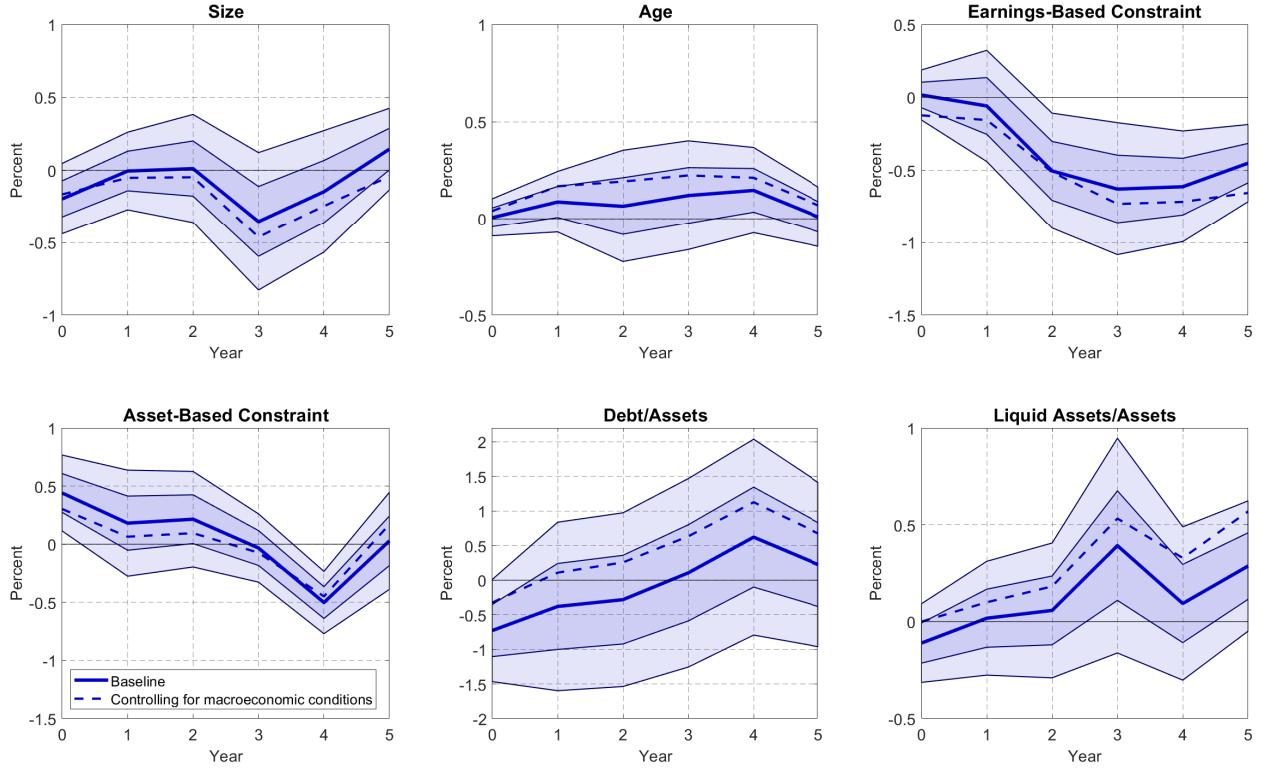 Size
1
0.5
0
-0.5
-1
Percent
0 1 2 3 4 5
Year
Age
1
0.5
0
-0.5
Percent
0 1 2 3 4 5
Year
Earnings-Based Constraint
0.5
0
-0.5
-1
-1.5
Percent
0 1 2 3 4 5
Year
Asset-Based Constraint
1
0.5
0
-0.5
-1
-1.5
Percent
Baseline
Controlling for macroeconomic conditions
0 1 2 3 4 5
Year
Debt/Assets
2
1.5
1
0.5
0
-0.5
-1
-1.5
-2
Percent
0 1 2 3 4 5
Year
Liquid Assets/Assets
1
0.5
0
-0.5
Percent
0 1 2 3 4 5
Year